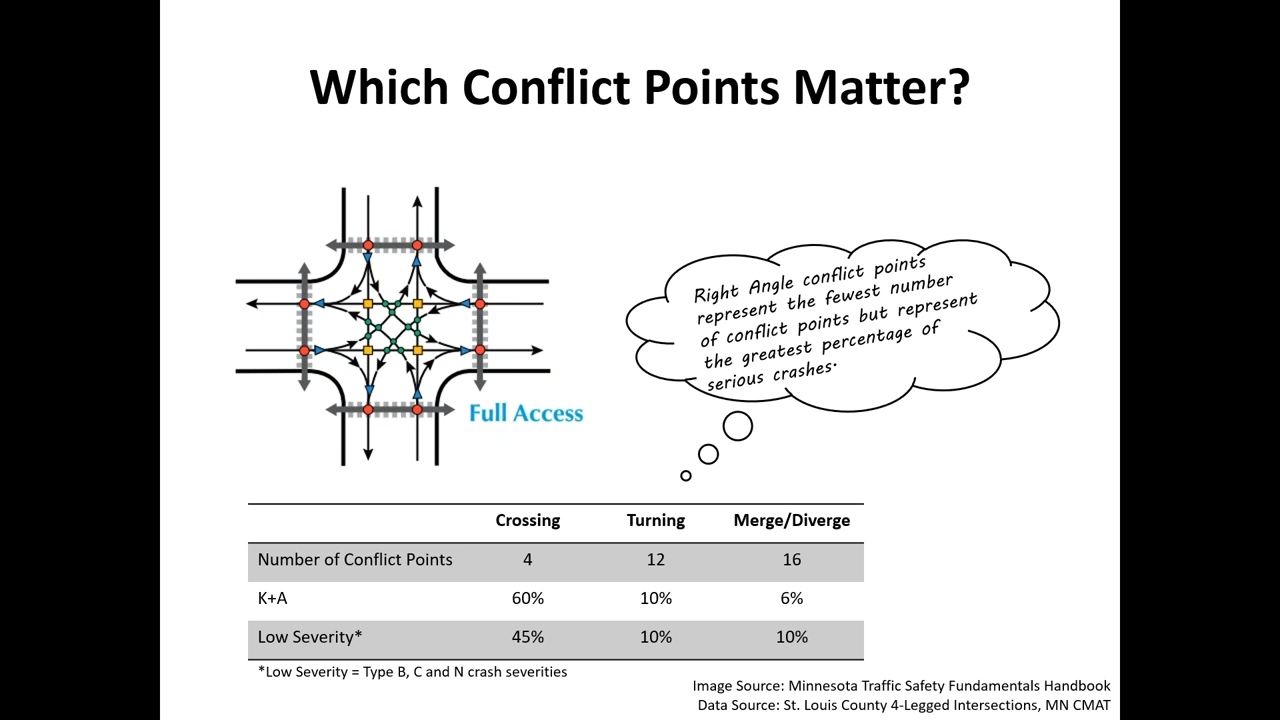 Which Conflict Points Matter?
Right Angle conflict points
represent the fewest number
of conflict points but represent
the greatest percentage of
serious crashes.
Full Access
Crossing Turning Merge/Diverge
Number of Conflict Points 4 12 16
K+A 60% 10% 6%
Low Severity* 45% 10% 10%
*Low Severity = Type B, C and N crash severities
Image Source: Minnesota Traffic Safety Fundamentals Handbook
Data Source: St. Louis County 4-Legged Intersections, MN CMAT